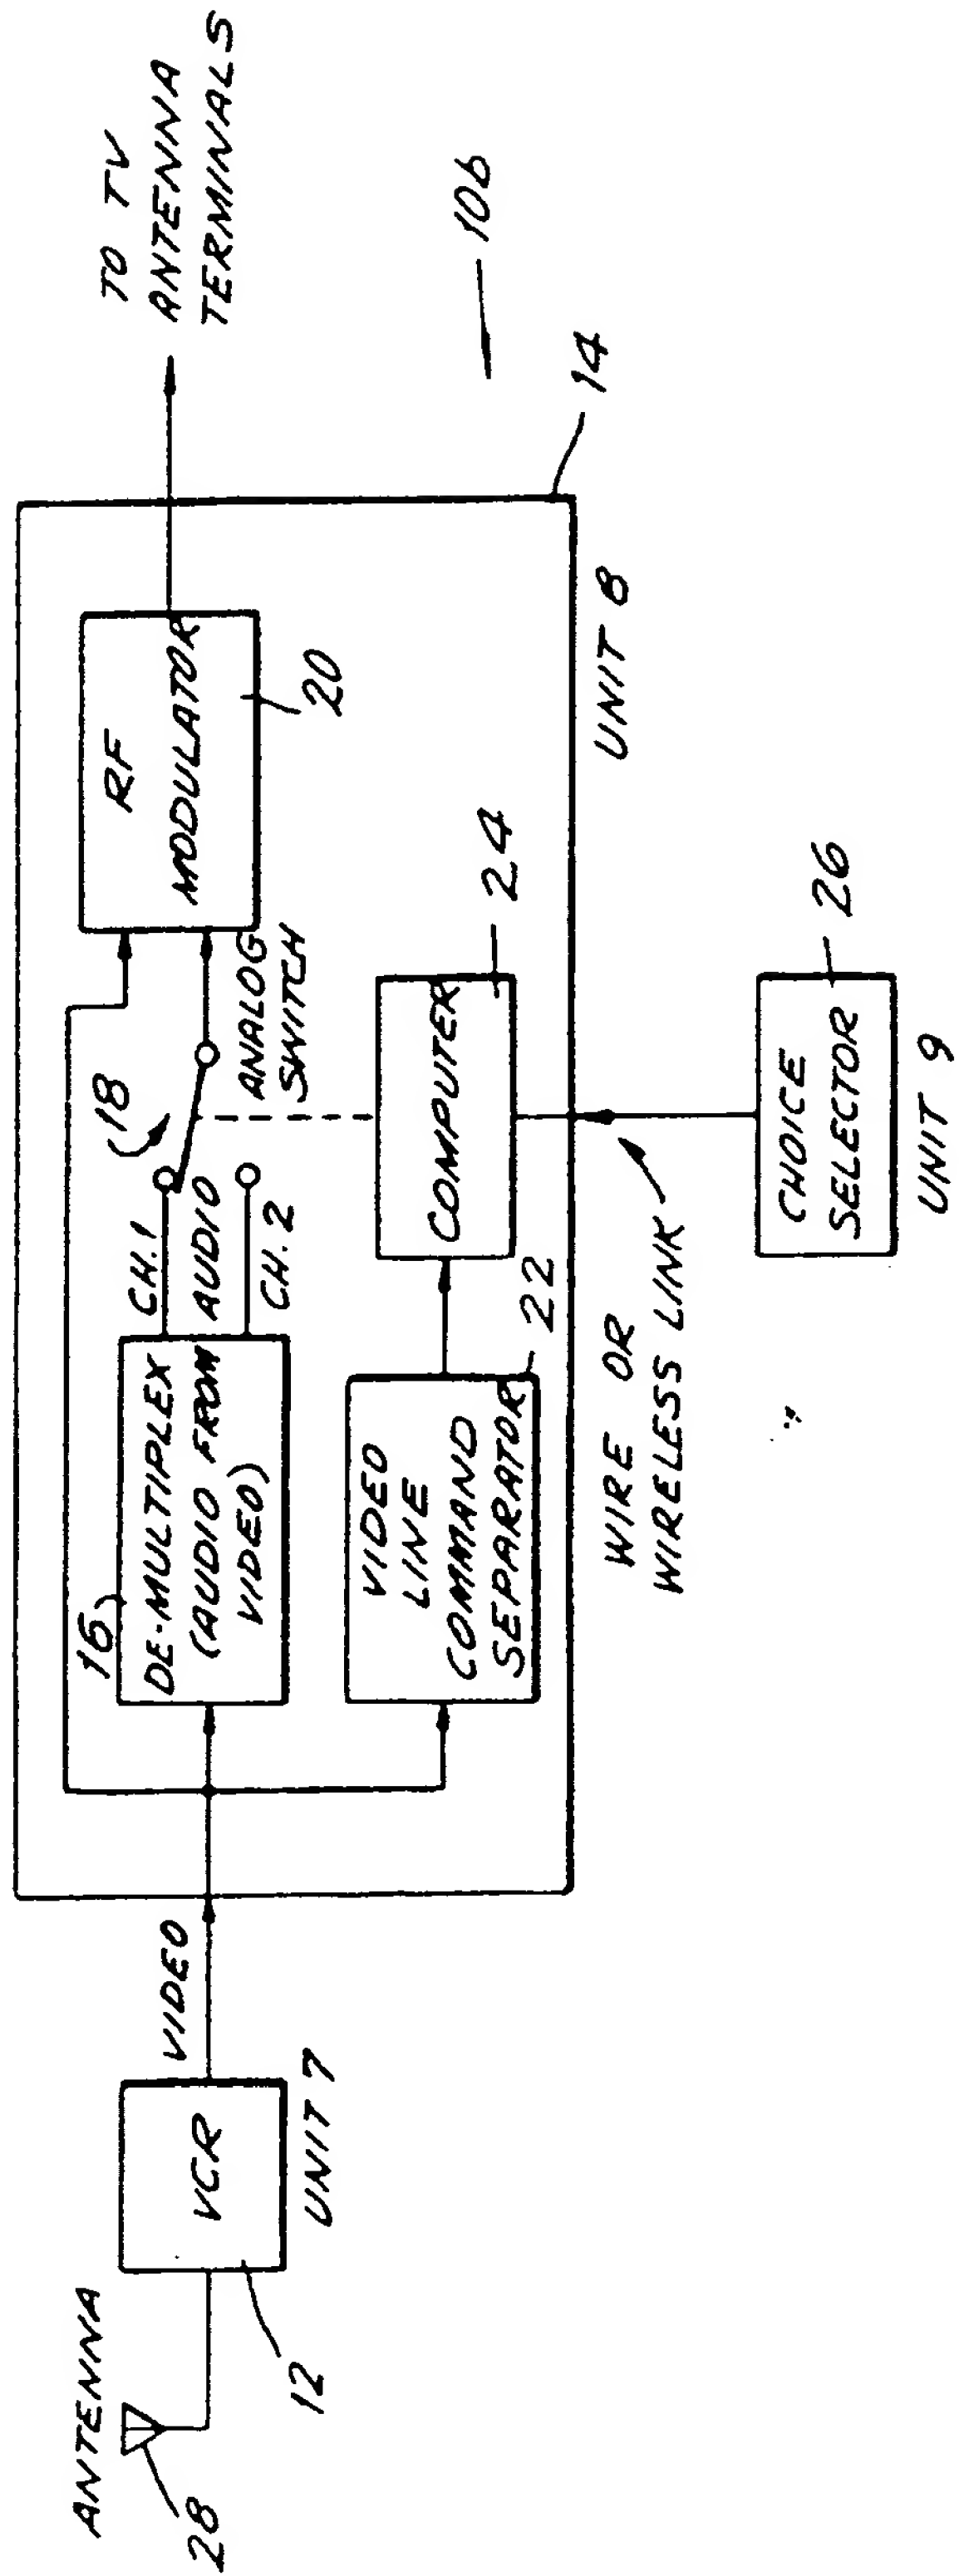 ANTENNA
28
12
VCR
UNIT 7
VIDEO
16
DE-MULTIPLEX
(AUDIO FROM
VIDEO)
CH. 1
AUDIO
CH. 2
18
ANALOG
SWITCH
RF
MODULATOR
20
TO TV
ANTENNA
TERMINALS
VIDEO
LINE
COMMAND
SEPARATOR
22
COMPUTER
24
UNIT 8
14
10b
WIRE OR
WIRELESS LINK
CHOICE
SELECTOR
26
UNIT 9